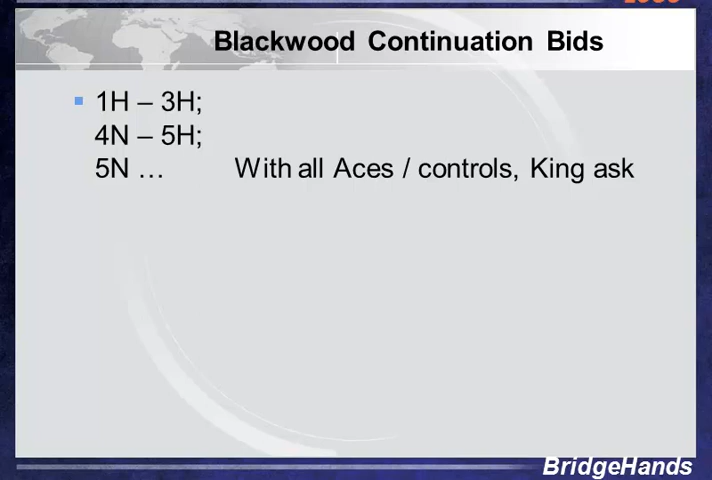 Blackwood Continuation Bids
1H – 3H;
4N – 5H;
5N … With all Aces / controls, King ask
BridgeHands